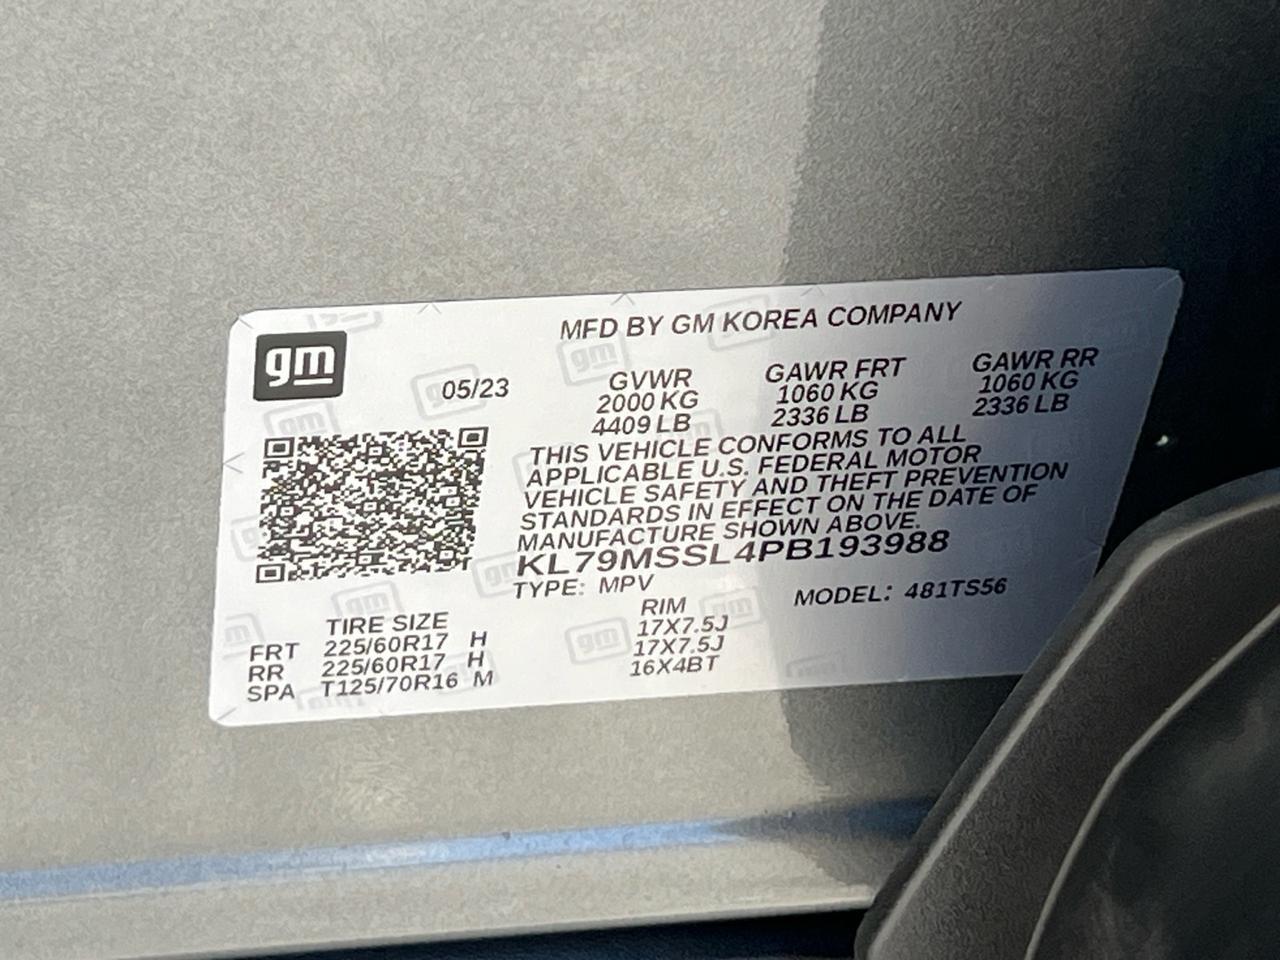 gm
MFD BY GM KOREA COMPANY
05/23
GVWR GAWR FRT GAWR RR
2000 KG 1060 KG 1060 KG
4409 LB 2336 LB 2336 LB
THIS VEHICLE CONFORMS TO ALL
APPLICABLE U.S. FEDERAL MOTOR
VEHICLE SAFETY AND THEFT PREVENTION
STANDARDS IN EFFECT ON THE DATE OF
MANUFACTURE SHOWN ABOVE.
KL79MSSL4PB193988
TYPE: MPV MODEL: 481TS56
TIRE SIZE RIM
FRT 225/60R17 H 17X7.5J
RR 225/60R17 H 17X7.5J
SPA T125/70R16 M 16X4BT